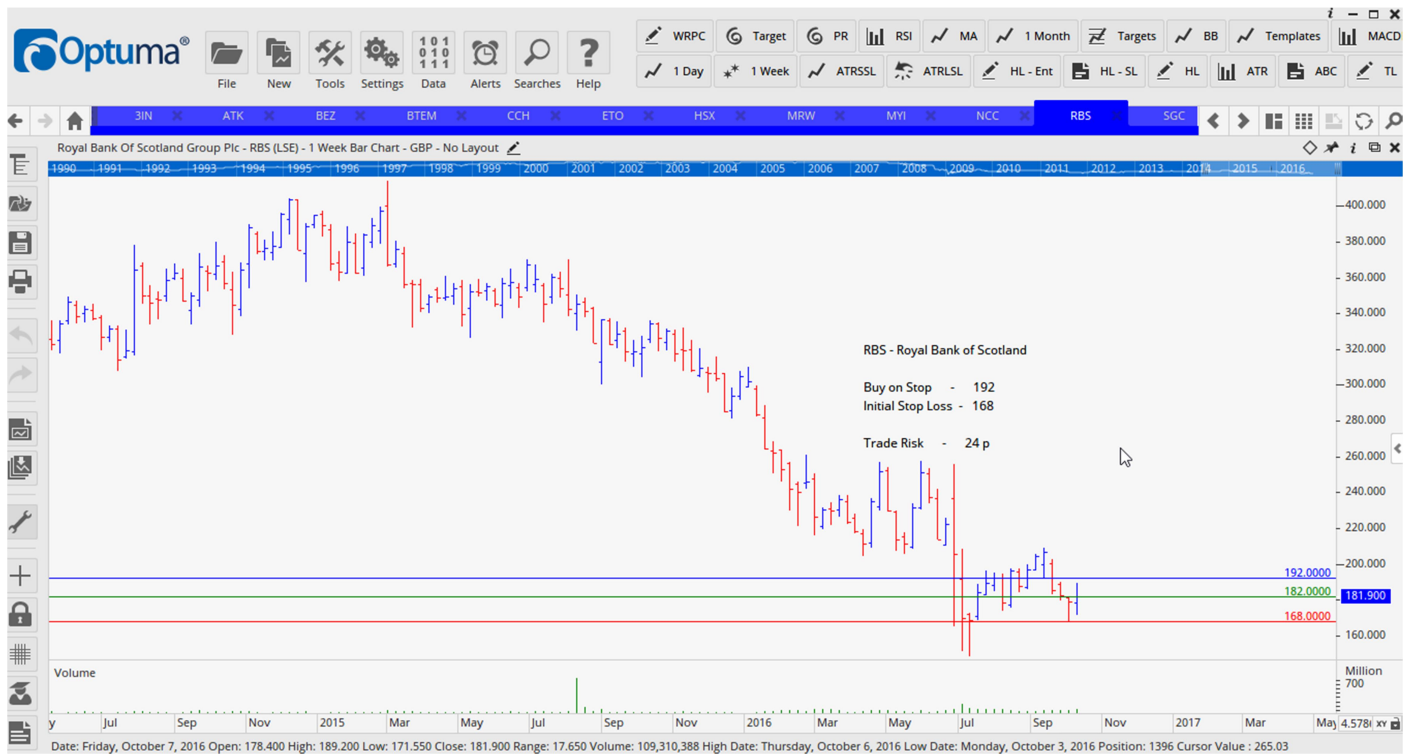 i
Optuma®
File New Tools Settings Data Alerts Searches Help
WRPC Target PR RSI MA 1 Month Targets BB Templates MACD
1 Day 1 Week ATRSSL ATRLSL HL - Ent HL - SL HL ATR ABC TL
3IN ATK BEZ BTEM CCH ETO HSX MRW MYI NCC RBS SGC
Royal Bank Of Scotland Group Plc - RBS (LSE) - 1 Week Bar Chart - GBP - No Layout
1990 1991 1992 1993 1994 1995 1996 1997 1998 1999 2000 2001 2002 2003 2004 2005 2006 2007 2008 2009 2010 2011 2012 2013 2014 2015 2016
400.000
380.000
360.000
340.000
320.000
RBS - Royal Bank of Scotland
300.000
Buy on Stop - 192
Initial Stop Loss - 168
280.000
Trade Risk - 24 p
260.000
240.000
220.000
200.000
192.0000
182.0000
181.900
168.0000
160.000
Volume
Million
700
y Jul Sep Nov 2015 Mar May Jul Sep Nov 2016 Mar May Jul Sep Nov 2017 Mar May 4.578 XY
Date: Friday, October 7, 2016 Open: 178.400 High: 189.200 Low: 171.550 Close: 181.900 Range: 17.650 Volume: 109,310,388 High Date: Thursday, October 6, 2016 Low Date: Monday, October 3, 2016 Position: 1396 Cursor Value : 265.03